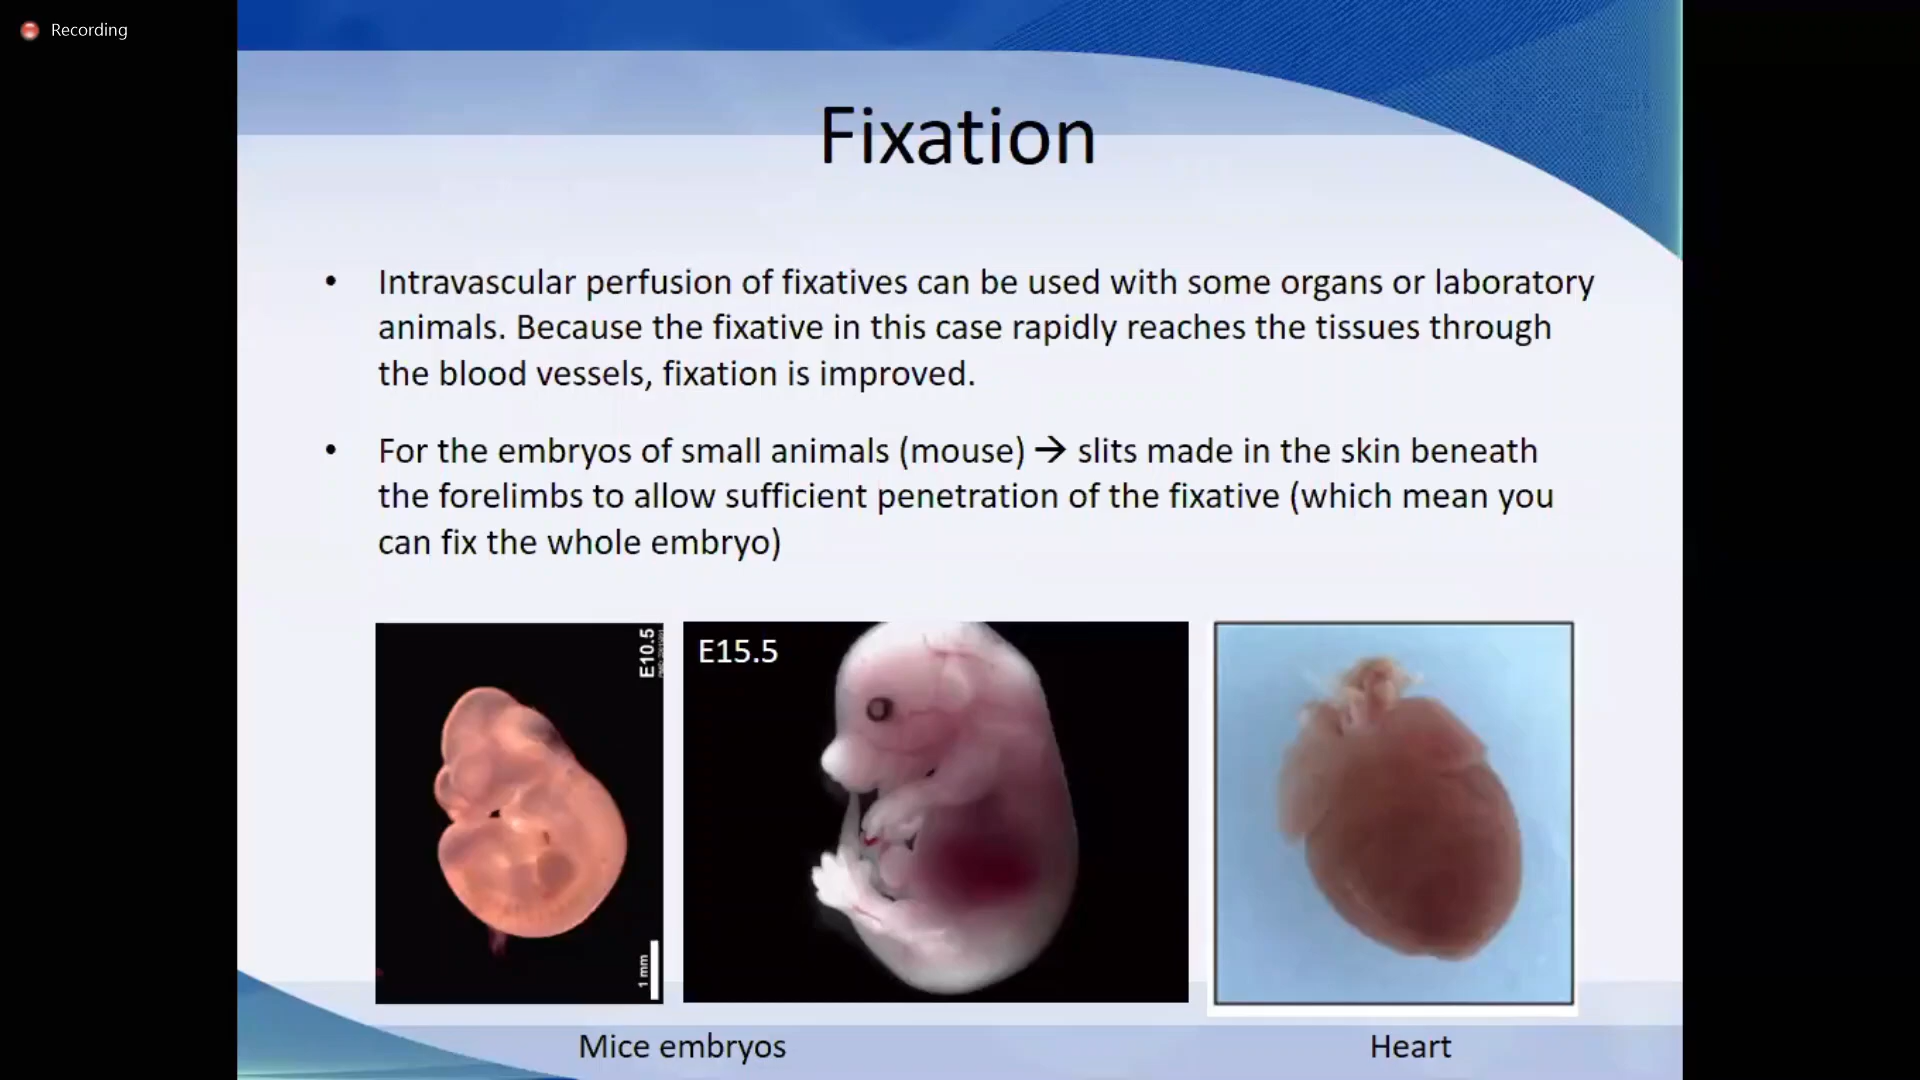 Recording
Fixation
• Intravascular perfusion of fixatives can be used with some organs or laboratory
animals. Because the fixative in this case rapidly reaches the tissues through
the blood vessels, fixation is improved.
• For the embryos of small animals (mouse) → slits made in the skin beneath
the forelimbs to allow sufficient penetration of the fixative (which mean you
can fix the whole embryo)
E10.5
1 mm
E15.5
Mice embryos
Heart